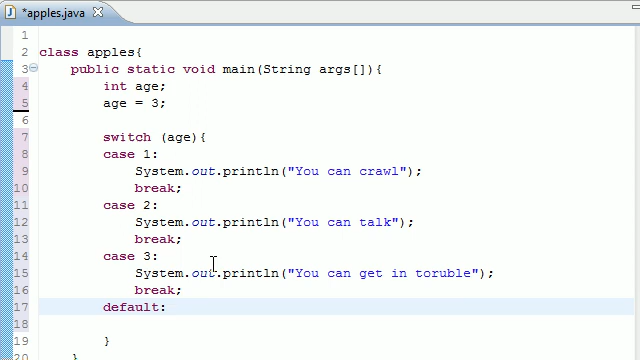 *apples.java
1
2 class apples{
3 public static void main(String args[]){
4 int age;
5 age = 3;
6
7 switch (age){
8 case 1:
9 System.out.println("You can crawl");
10 break;
11 case 2:
12 System.out.println("You can talk");
13 break;
14 case 3:
15 System.out.println("You can get in toruble");
16 break;
17 default:
18
19 }
20 }